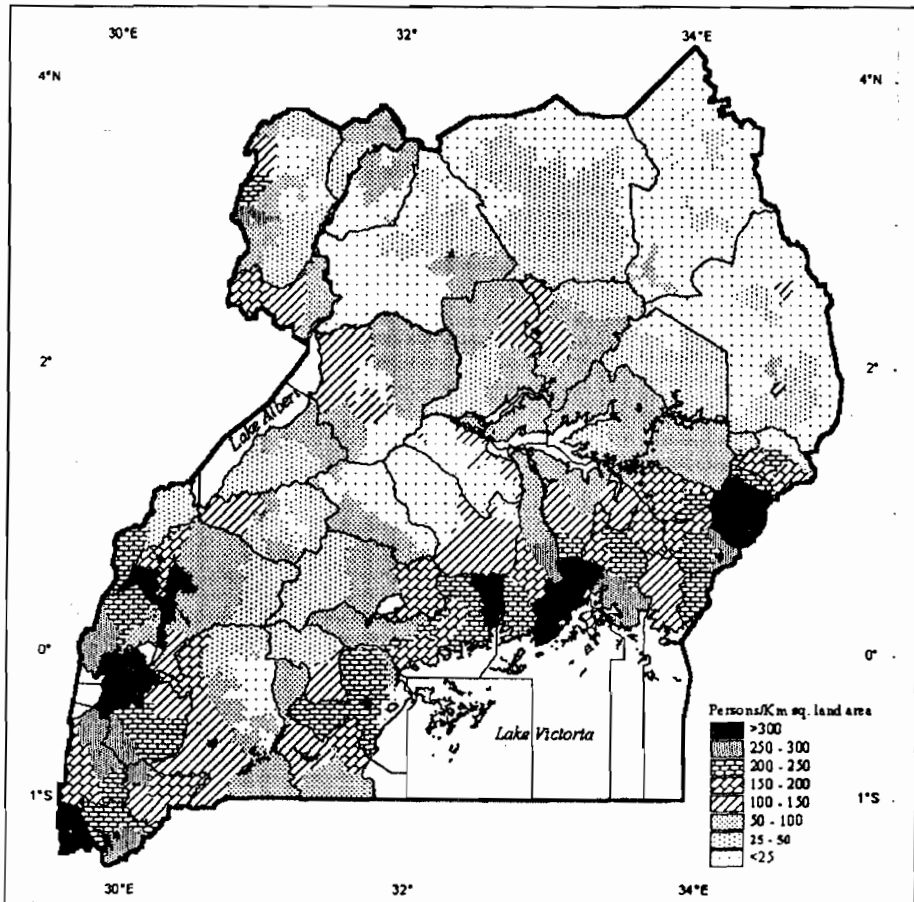 30°E 32° 34°E
4°N 4°
2° 2°
Lake Albert
0° 0°
Persons/Km sq. land area
>300
Lake Victoria
250 - 300
200 - 250
150 - 200
1°S 1°S
100 - 150
50 - 100
25 - 50
<25
30°E 32° 34°E